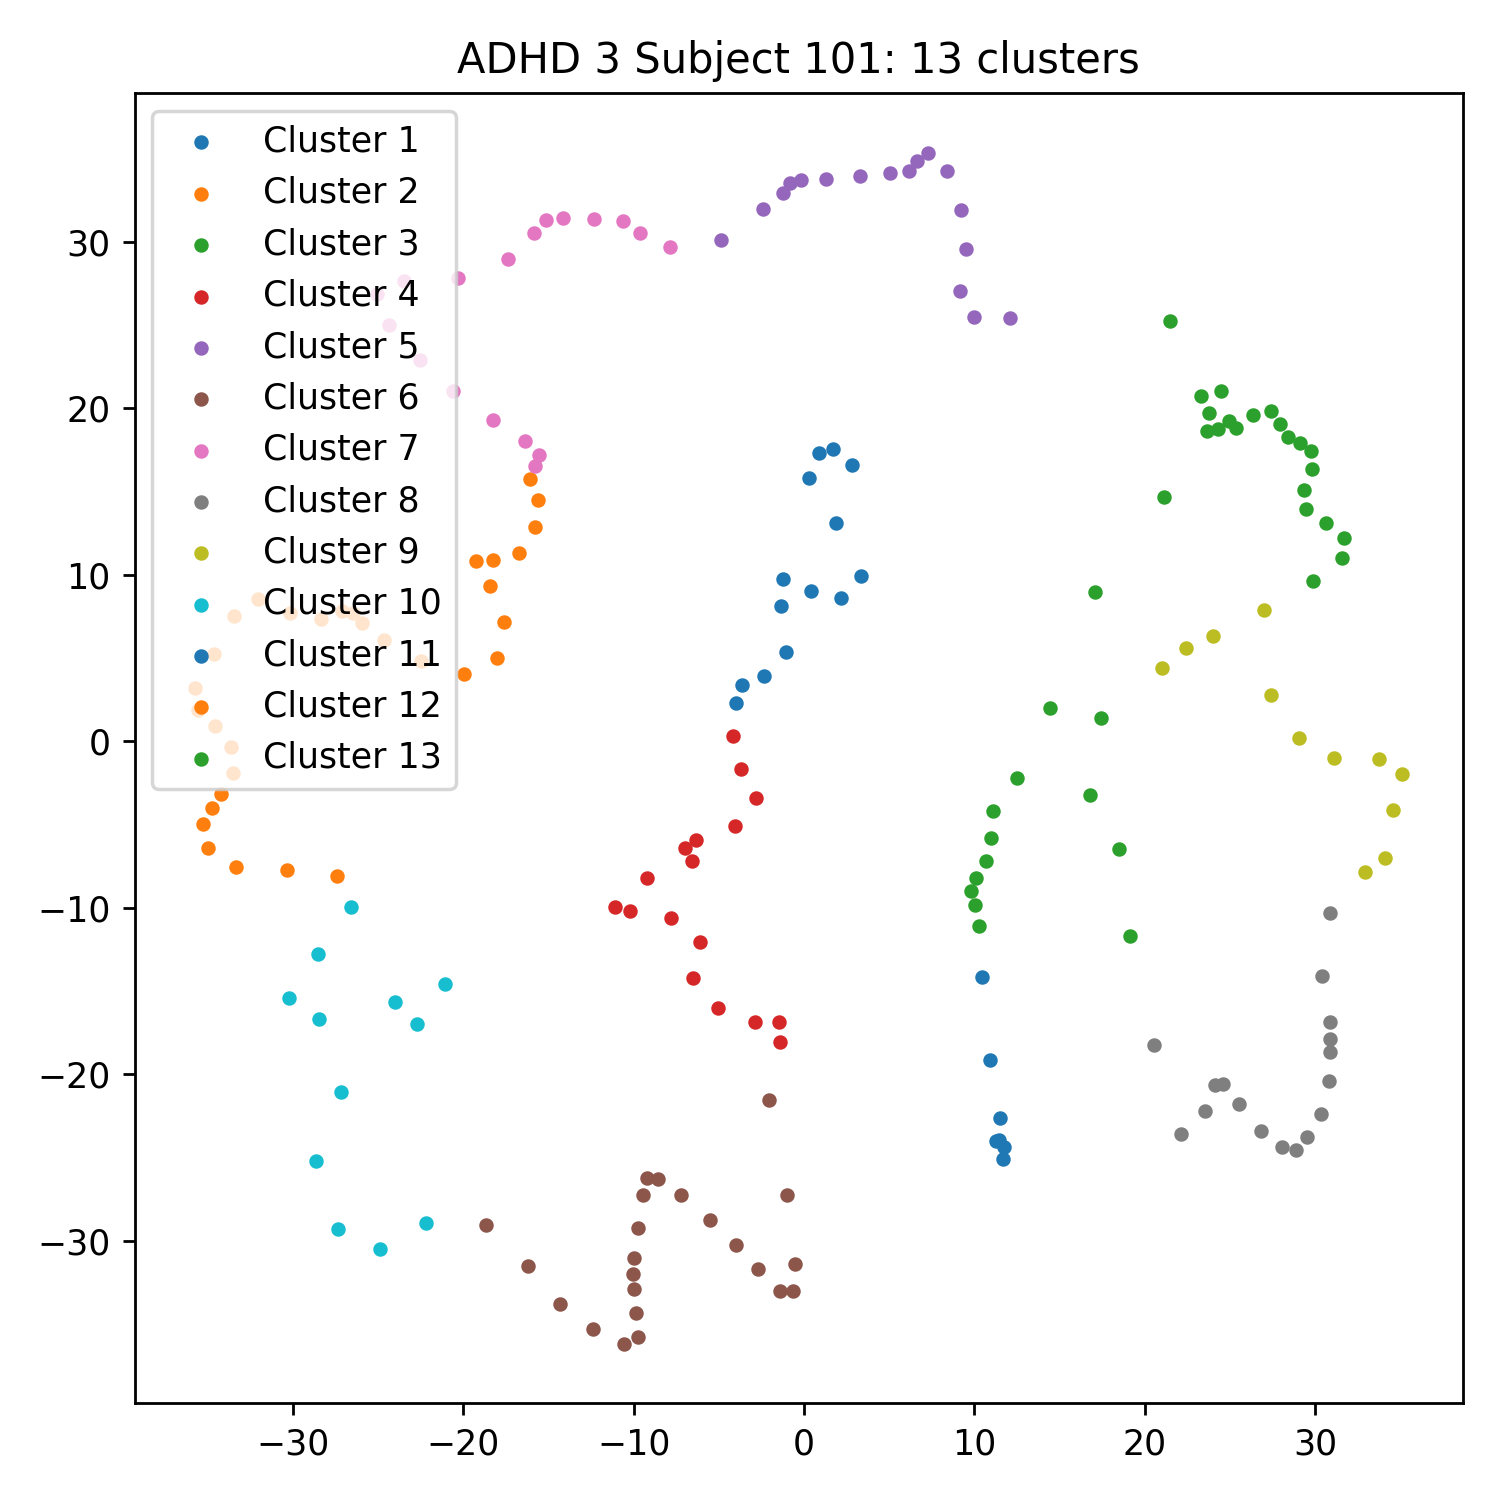 ADHD 3 Subject 101: 13 clusters
Cluster 1
Cluster 2
Cluster 3
Cluster 4
Cluster 5
Cluster 6
Cluster 7
Cluster 8
Cluster 9
Cluster 10
Cluster 11
Cluster 12
Cluster 13
30
20
10
0
−10
−20
−30
−30 −20 −10 0 10 20 30